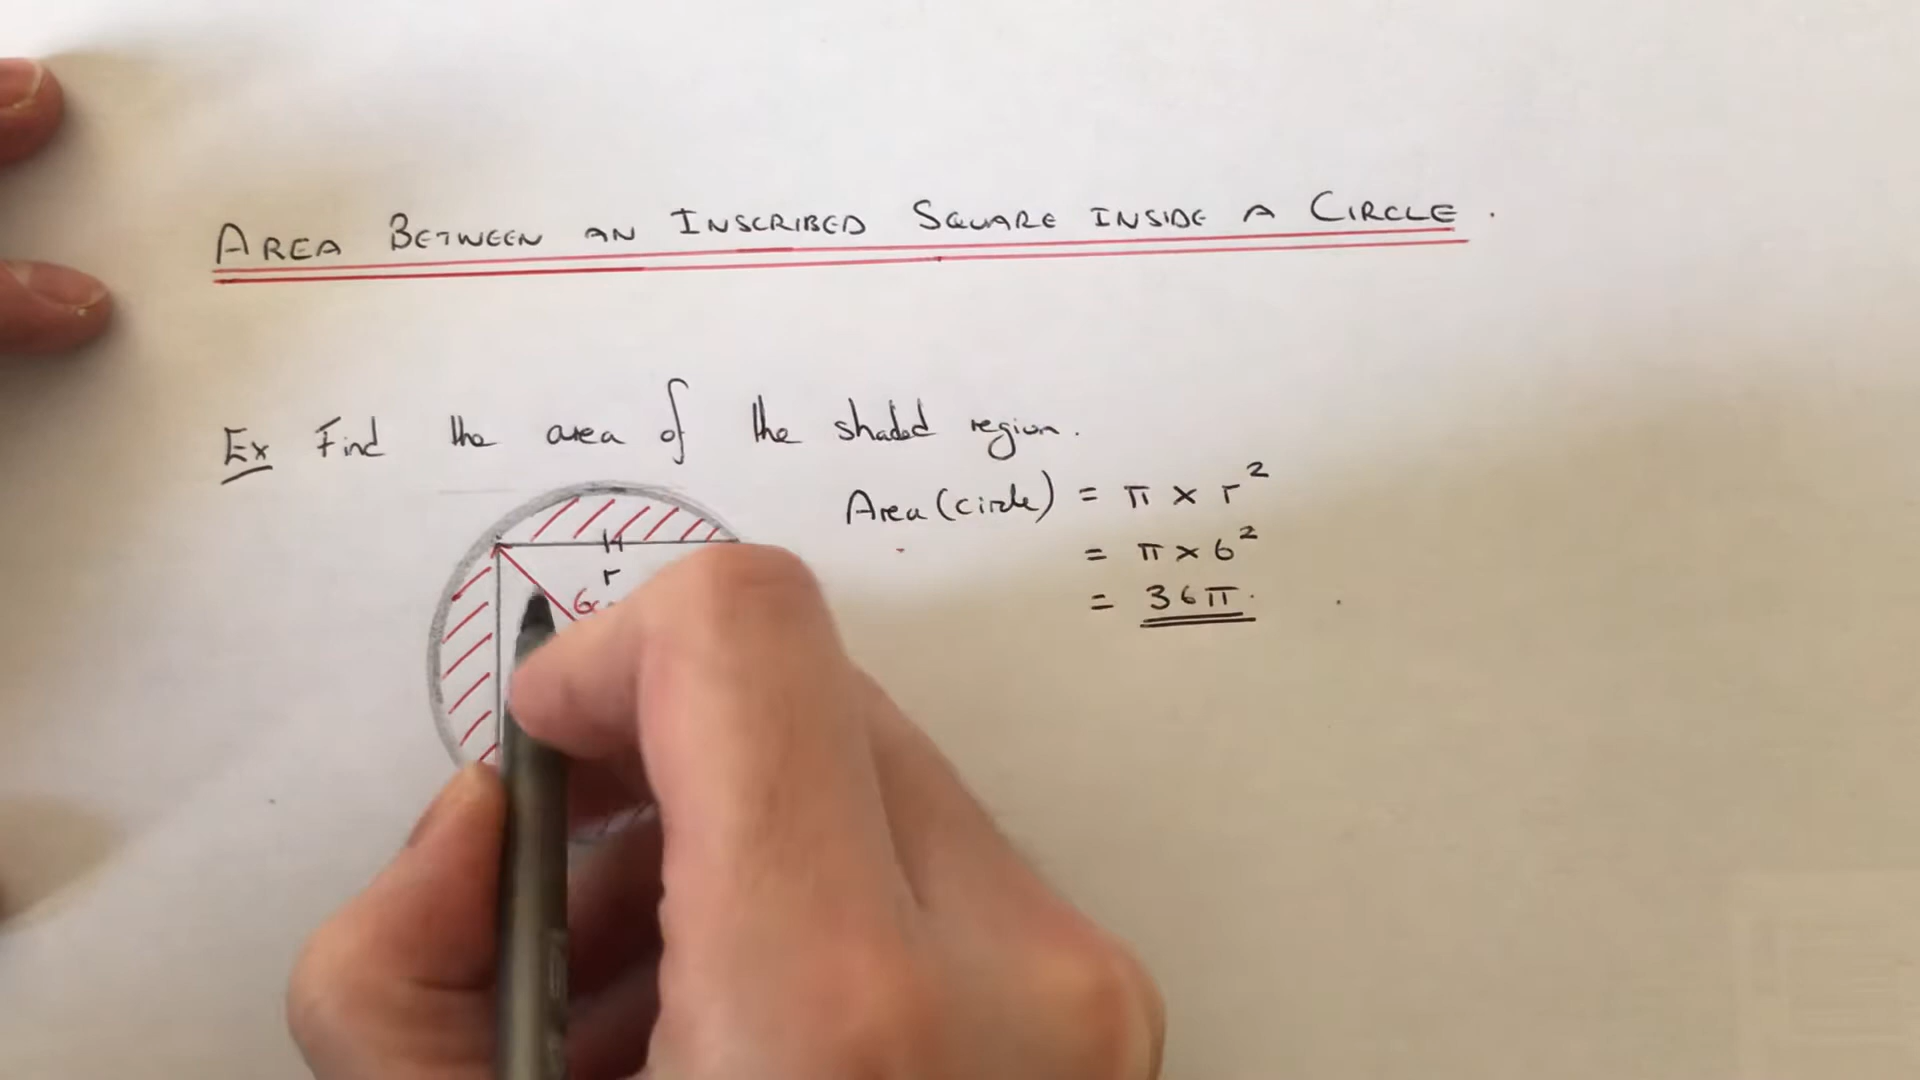 AREA BETWEEN AN INSCRIBED SQUARE INSIDE A CIRCLE.
Ex Find the area of the shaded region.
Area (circle) = π × r²
= π × 6²
= 36π.
r